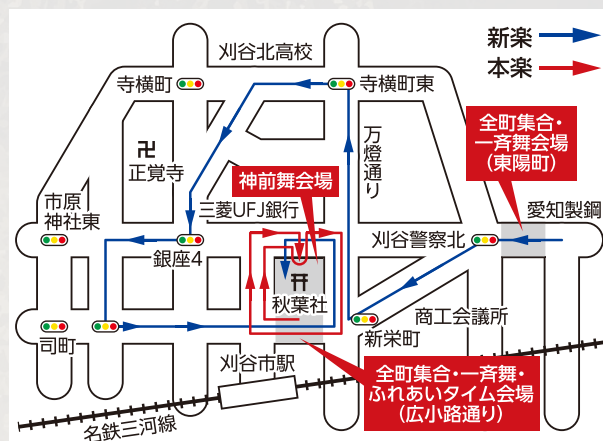 新楽
本楽
刈谷北高校
寺横町
寺横町東
万燈通り
全町集合・
一斉舞会場
(東陽町)
卍
正覚寺
神前舞会場
市原
神社東
三菱UFJ銀行
愛知製鋼
刈谷警察北
銀座4
秋葉社
商工会議所
新栄町
司町
刈谷市駅
全町集合・一斉舞・
ふれあいタイム会場
(広小路通り)
名鉄三河線